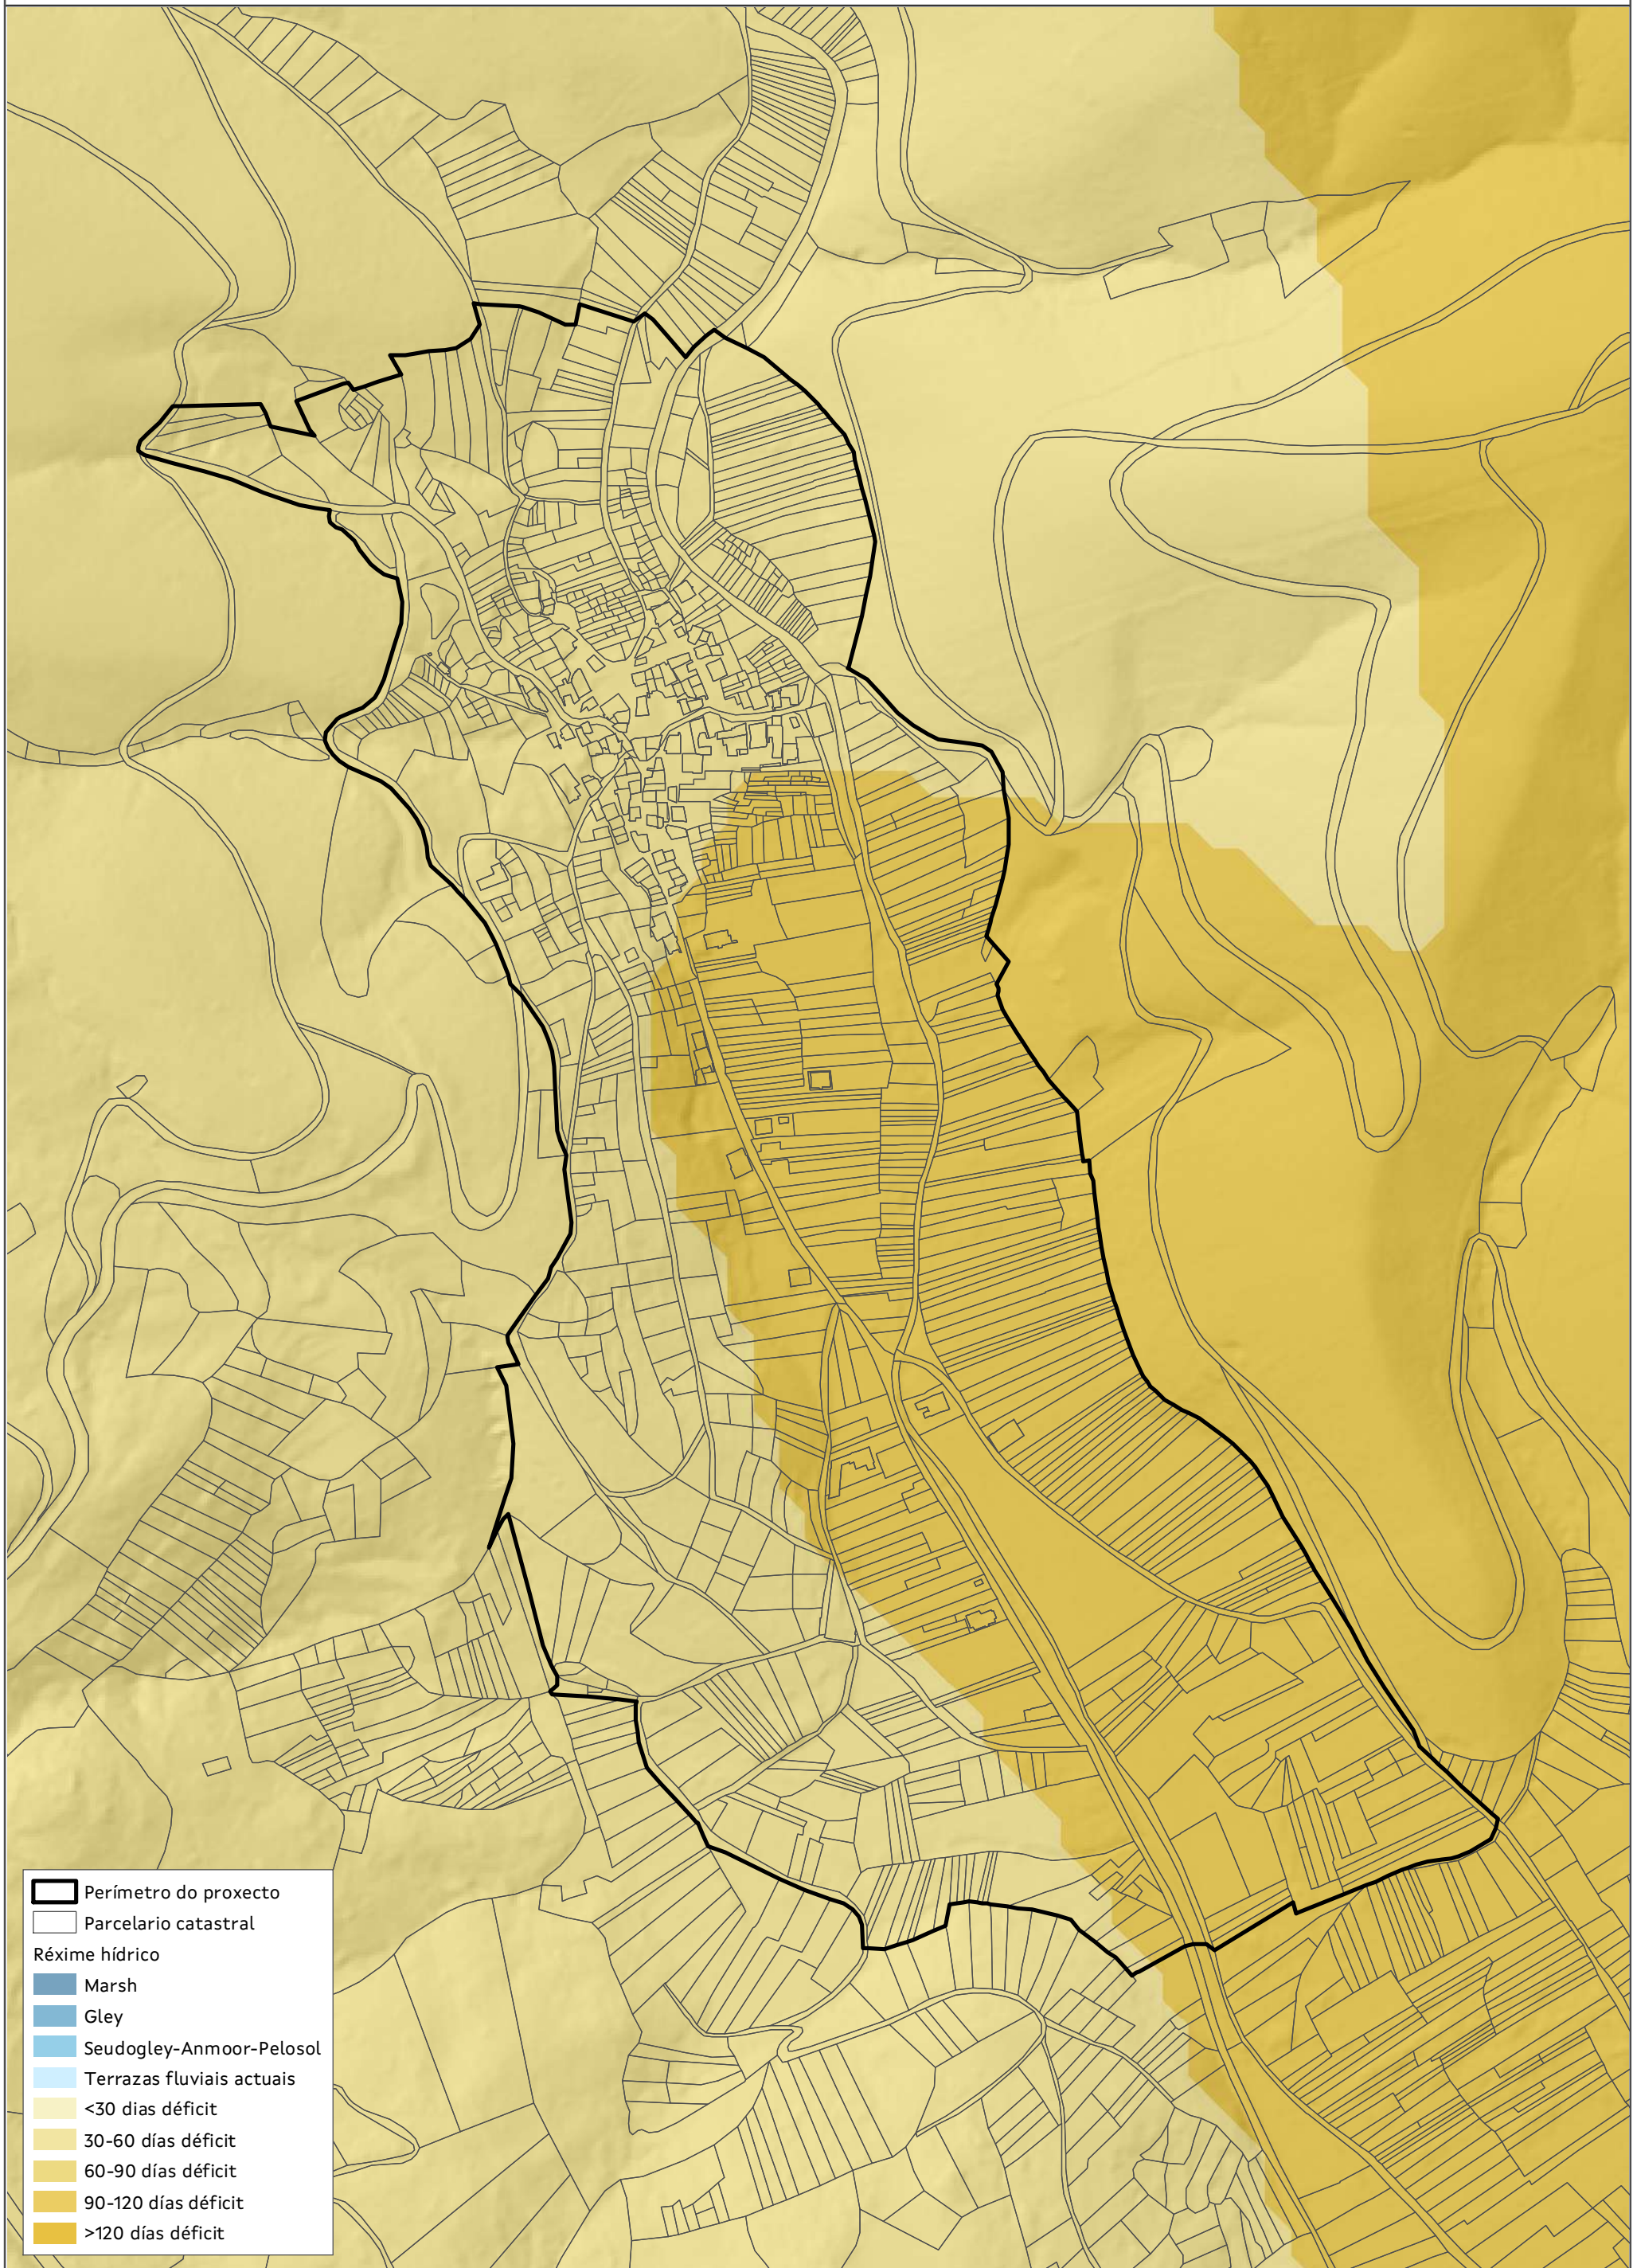 Perímetro do proxecto
Parcelario catastral
Réxime hídrico
Marsh
Gley
Seudogley-Anmoor-Pelosol
Terrazas fluviais actuais
<30 dias déficit
30-60 días déficit
60-90 días déficit
90-120 días déficit
>120 días déficit